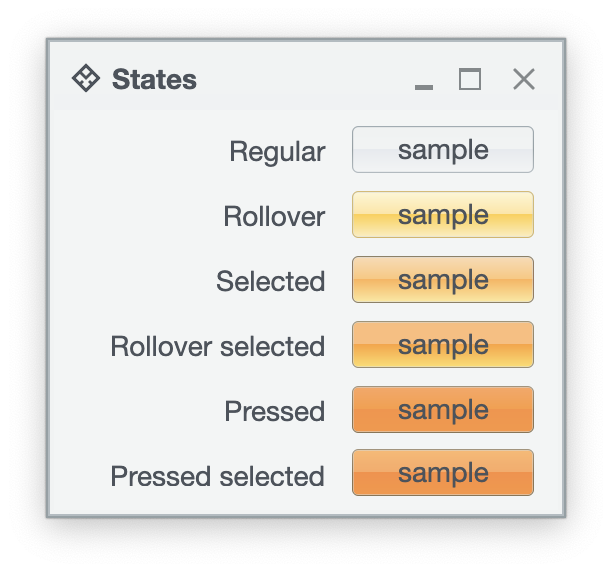 States
Regular sample
Rollover sample
Selected sample
Rollover selected sample
Pressed sample
Pressed selected sample